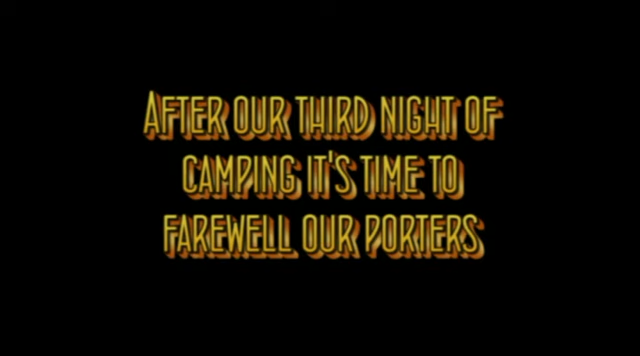 After our third night of
camping it's time to
farewell our porters